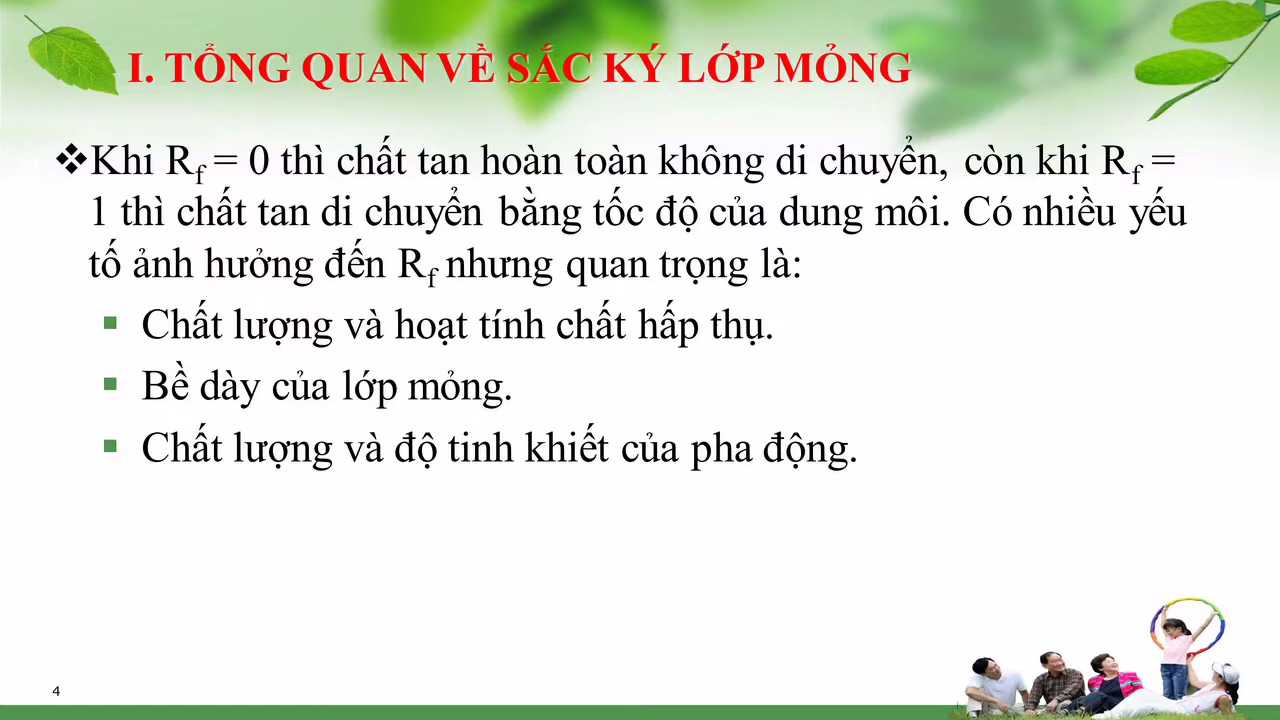 I. TỔNG QUAN VỀ SẮC KÝ LỚP MỎNG
❖Khi Rf = 0 thì chất tan hoàn toàn không di chuyển, còn khi Rf =
1 thì chất tan di chuyển bằng tốc độ của dung môi. Có nhiều yếu
tố ảnh hưởng đến Rf nhưng quan trọng là:
▪ Chất lượng và hoạt tính chất hấp thụ.
▪ Bề dày của lớp mỏng.
▪ Chất lượng và độ tinh khiết của pha động.
4